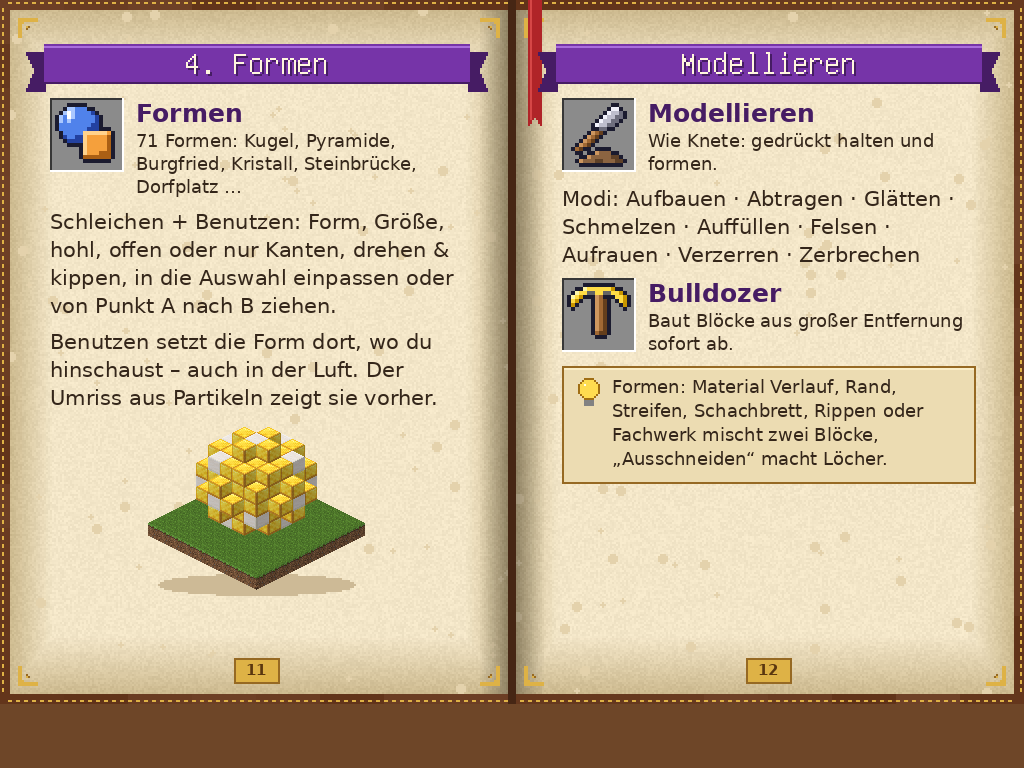 4. Formen
Formen
71 Formen: Kugel, Pyramide,
Burgfried, Kristall, Steinbrücke,
Dorfplatz ...
Schleichen + Benutzen: Form, Größe,
hohl, offen oder nur Kanten, drehen &
kippen, in die Auswahl einpassen oder
von Punkt A nach B ziehen.
Benutzen setzt die Form dort, wo du
hinschaust – auch in der Luft. Der
Umriss aus Partikeln zeigt sie vorher.
11
Modellieren
Modellieren
Wie Knete: gedrückt halten und
formen.
Modi: Aufbauen · Abtragen · Glätten ·
Schmelzen · Auffüllen · Felsen ·
Aufrauen · Verzerren · Zerbrechen
Bulldozer
Baut Blöcke aus großer Entfernung
sofort ab.
Formen: Material Verlauf, Rand,
Streifen, Schachbrett, Rippen oder
Fachwerk mischt zwei Blöcke,
„Ausschneiden“ macht Löcher.
12